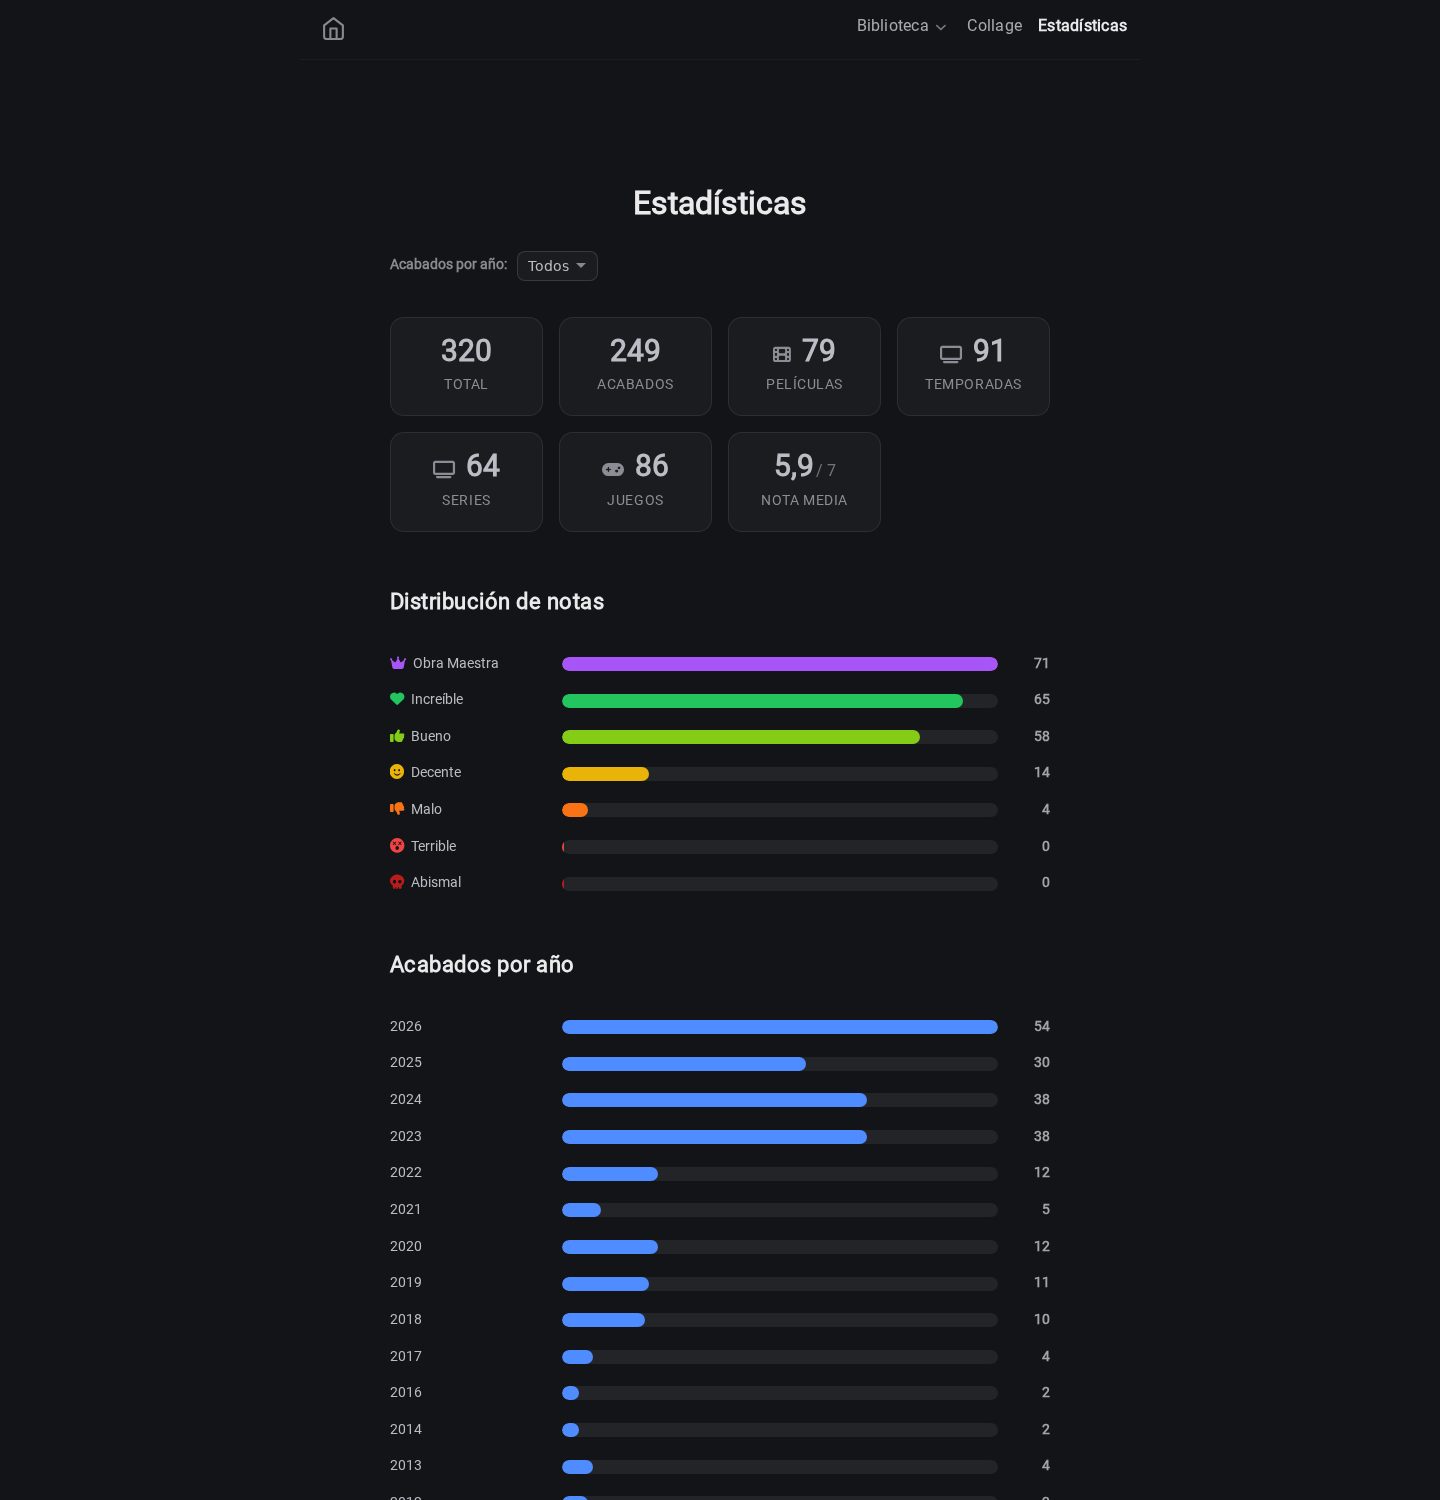 Biblioteca Collage Estadísticas
Estadísticas
Acabados por año: Todos
320
TOTAL
249
ACABADOS
79
PELÍCULAS
91
TEMPORADAS
64
SERIES
86
JUEGOS
5,9 / 7
NOTA MEDIA
Distribución de notas
Obra Maestra 71
Increíble 65
Bueno 58
Decente 14
Malo 4
Terrible 0
Abismal 0
Acabados por año
2026 54
2025 30
2024 38
2023 38
2022 12
2021 5
2020 12
2019 11
2018 10
2017 4
2016 2
2014 2
2013 4